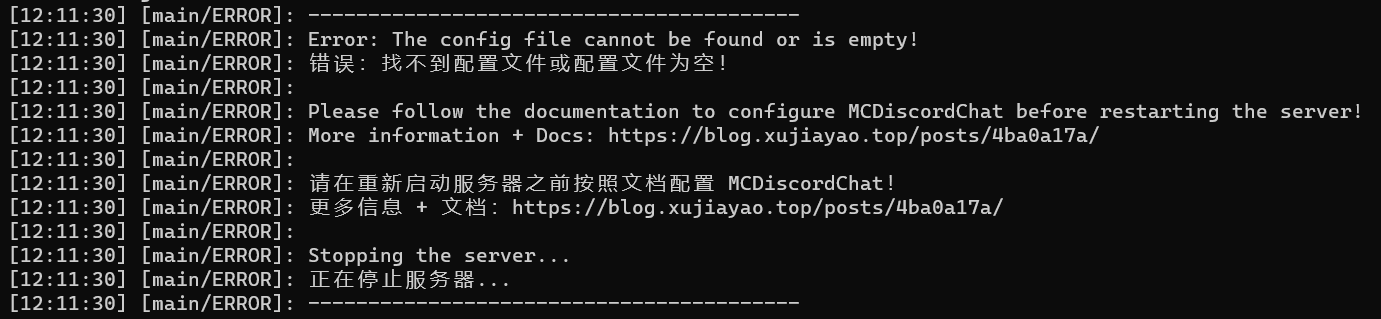 [12:11:30] [main/ERROR]: -----------------------------------------
[12:11:30] [main/ERROR]: Error: The config file cannot be found or is empty!
[12:11:30] [main/ERROR]: 错误: 找不到配置文件或配置文件为空!
[12:11:30] [main/ERROR]:
[12:11:30] [main/ERROR]: Please follow the documentation to configure MCDiscordChat before restarting the server!
[12:11:30] [main/ERROR]: More information + Docs: https://blog.xujiayao.top/posts/4ba0a17a/
[12:11:30] [main/ERROR]:
[12:11:30] [main/ERROR]: 请在重新启动服务器之前按照文档配置 MCDiscordChat!
[12:11:30] [main/ERROR]: 更多信息 + 文档: https://blog.xujiayao.top/posts/4ba0a17a/
[12:11:30] [main/ERROR]:
[12:11:30] [main/ERROR]: Stopping the server...
[12:11:30] [main/ERROR]: 正在停止服务器...
[12:11:30] [main/ERROR]: -----------------------------------------